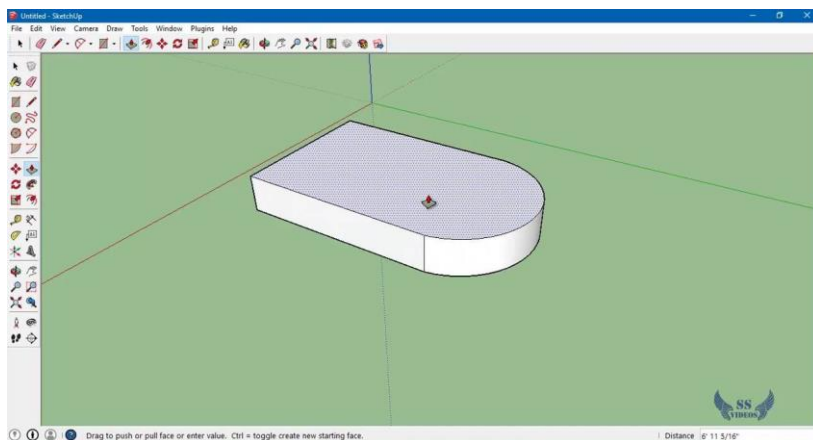 Untitled - SketchUp
File Edit View Camera Draw Tools Window Plugins Help
SS
VIDEOS
Drag to push or pull face or enter value. Ctrl = toggle create new starting face.
Distance 6' 11 5/16"